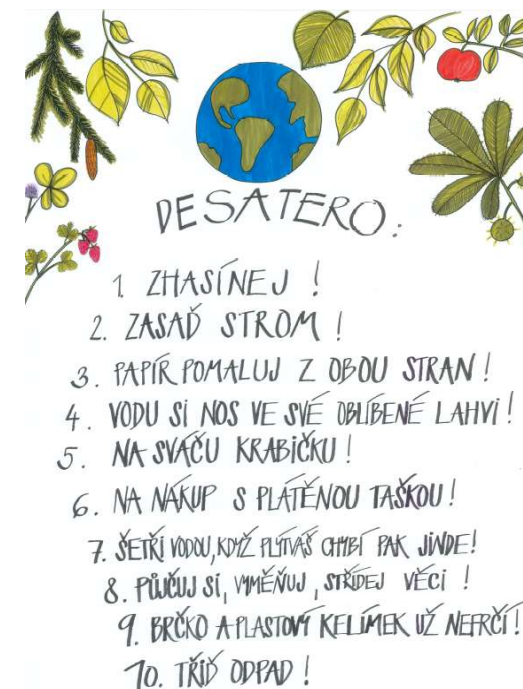 DESATERO:
1. ZHASÍNEJ !
2. ZASAĎ STROM !
3. PAPÍR POMALUJ Z OBOU STRAN !
4. VODU SI NOS VE SVÉ OBLÍBENÉ LAHVI !
5. NA SVAČU KRABIČKU !
6. NA NÁKUP S PLÁTĚNOU TAŠKOU !
7. ŠETŘI VODOU, KDYŽ PLÝTVÁŠ CHYBÍ PAK JINDE!
8. PŮJČUJ SI, VYMĚŇUJ, STŘÍDEJ VĚCI !
9. BRČKO A PLASTOVÝ KELÍMEK UŽ NEFRČÍ !
10. TŘIĎ ODPAD !